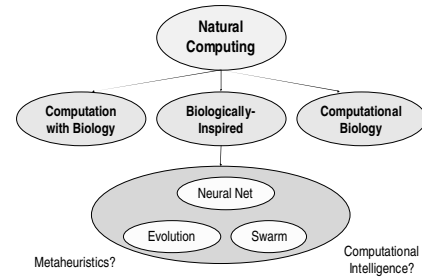 Natural
Computing
Computation
with Biology
Biologically-
Inspired
Computational
Biology
Neural Net
Evolution
Swarm
Metaheuristics?
Computational
Intelligence?